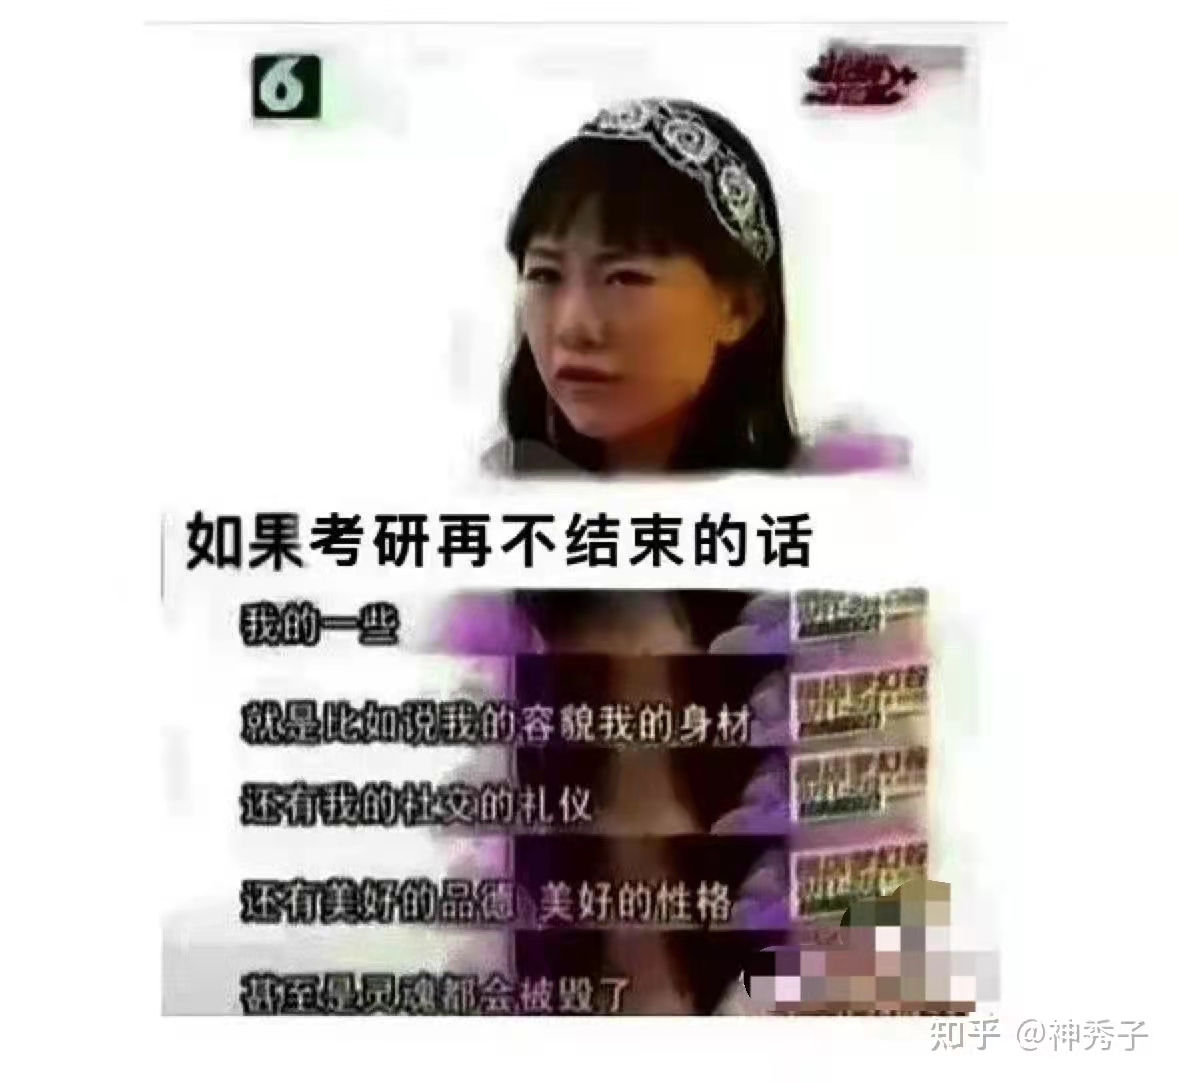 6
如果考研再不结束的话
我的一些
就是比如说我的容貌我的身材
还有我的社交的礼仪
还有美好的品德 美好的性格
甚至是灵魂都会被毁了
知乎 @神秀子